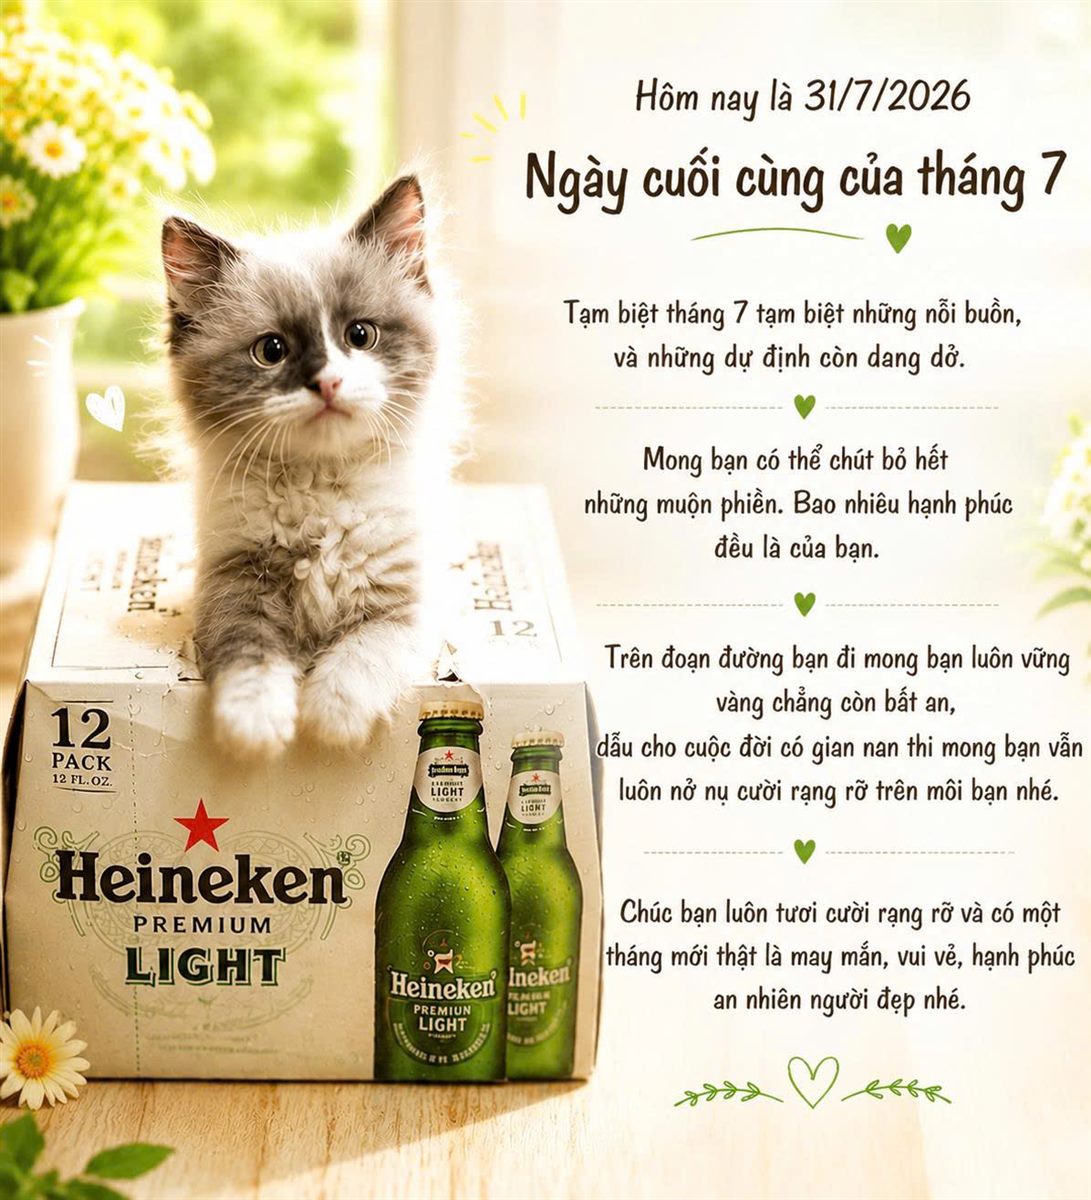 Hôm nay là 31/7/2026
Ngày cuối cùng của tháng 7
Tạm biệt tháng 7 tạm biệt những nỗi buồn,
và những dự định còn dang dở.
Mong bạn có thể chút bỏ hết
những muộn phiền. Bao nhiêu hạnh phúc
đều là của bạn.
Trên đoạn đường bạn đi mong bạn luôn vững
vàng chẳng còn bất an,
dẫu cho cuộc đời có gian nan thi mong bạn vẫn
luôn nở nụ cười rạng rỡ trên môi bạn nhé.
Chúc bạn luôn tươi cười rạng rỡ và có một
tháng mới thật là may mắn, vui vẻ, hạnh phúc
an nhiên người đẹp nhé.
Heineken
12
12
PACK
12 FL.OZ.
Heineken
PREMIUM
LIGHT
LIGHT
LIGHT
Heineken
PREMIUN
LIGHT
Ineken
LIGHT